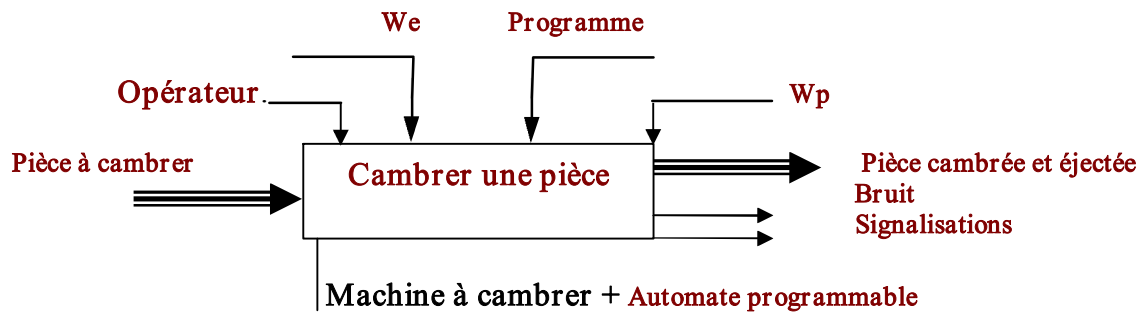 We
Programme
Opérateur
Wp
Pièce à cambrer
Cambrer une pièce
Pièce cambrée et éjectée
Bruit
Signalisations
Machine à cambrer + Automate programmable